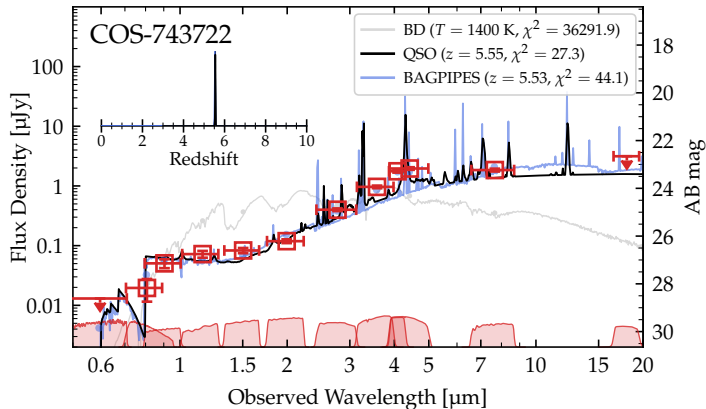 COS-743722
BD (T = 1400 K, χ² = 36291.9)
QSO (z = 5.55, χ² = 27.3)
BAGPIPES (z = 5.53, χ² = 44.1)
0 2 4 6 8 10
Redshift
100
10
1
0.1
0.01
Flux Density [μJy]
18
20
22
24
26
28
30
AB mag
0.6 1 1.5 2 3 4 5 10 20
Observed Wavelength [μm]